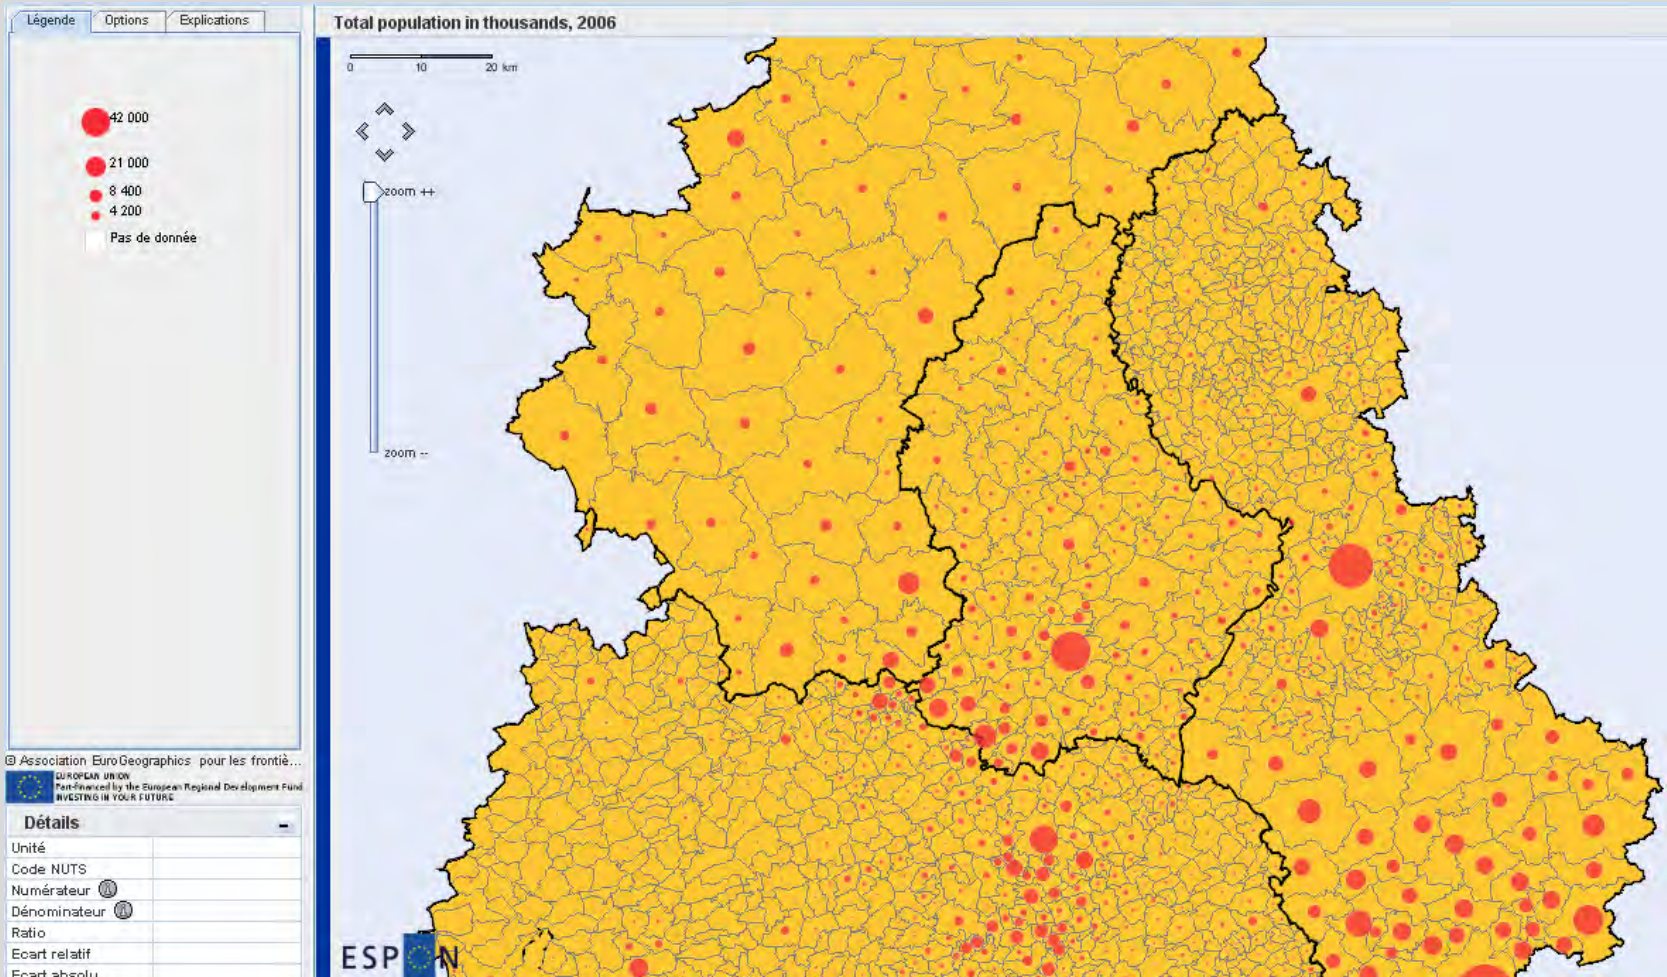 Légende Options Explications
Total population in thousands, 2006
0 10 20 km
42 000
21 000
8 400
4 200
Pas de donnée
zoom ++
zoom --
© Association EuroGeographics pour les frontiè...
EUROPEAN UNION
Part-financed by the European Regional Development Fund
INVESTING IN YOUR FUTURE
Détails -
Unité
Code NUTS
Numérateur
Dénominateur
Ratio
Ecart relatif
Ecart absolu
ESPON